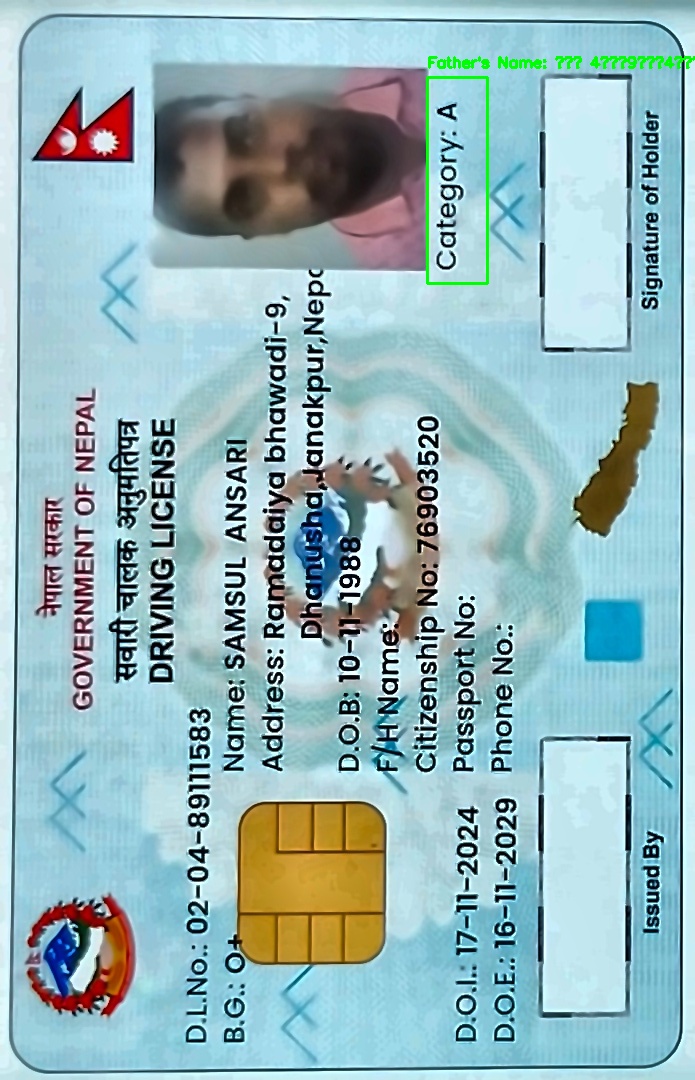 नेपाल सरकार
GOVERNMENT OF NEPAL
सवारी चालक अनुमतिपत्र
DRIVING LICENSE
D.L.No.: 02-04-89111583
B.G.: O+
Name: SAMSUL ANSARI
Address: Ramadaiya bhawadi-9,
Dhanusha,Janakpur,Nepa
D.O.B: 10-11-1988
F/H Name:
Citizenship No: 76903520
Passport No:
Phone No.:
D.O.I.: 17-11-2024
D.O.E.: 16-11-2029
Category: A
Father's Name: ??? 4???9???4??
Issued By
Signature of Holder